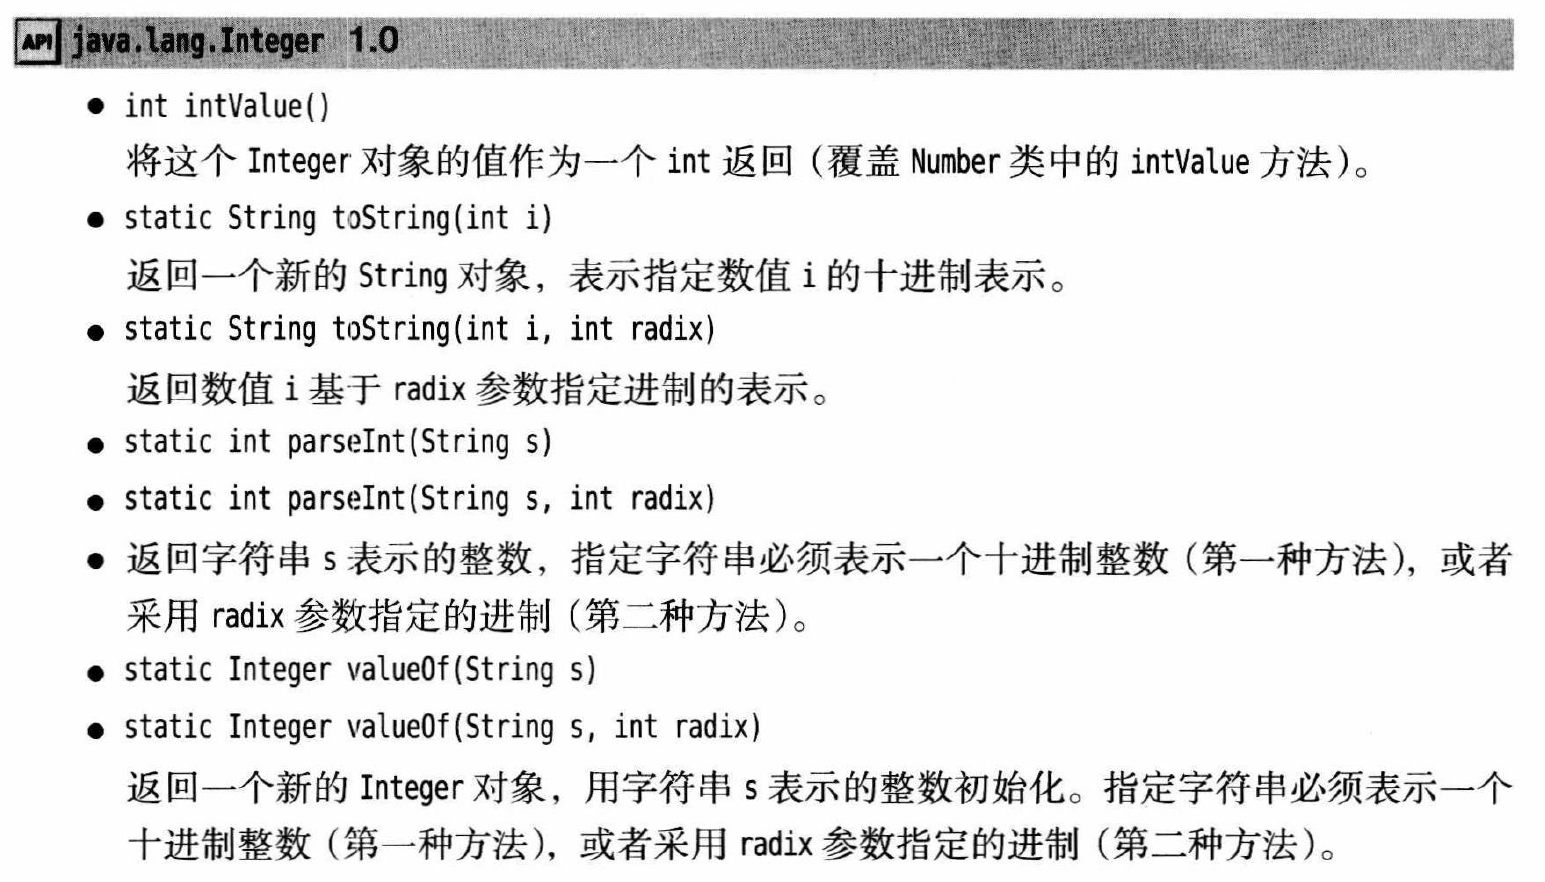 API java.lang.Integer 1.0
● int intValue()
将这个 Integer 对象的值作为一个 int 返回（覆盖 Number 类中的 intValue 方法）。
● static String toString(int i)
返回一个新的 String 对象，表示指定数值 i 的十进制表示。
● static String toString(int i, int radix)
返回数值 i 基于 radix 参数指定进制的表示。
● static int parseInt(String s)
● static int parseInt(String s, int radix)
● 返回字符串 s 表示的整数，指定字符串必须表示一个十进制整数（第一种方法），或者
采用 radix 参数指定的进制（第二种方法）。
● static Integer valueOf(String s)
● static Integer valueOf(String s, int radix)
返回一个新的 Integer 对象，用字符串 s 表示的整数初始化。指定字符串必须表示一个
十进制整数（第一种方法），或者采用 radix 参数指定的进制（第二种方法）。